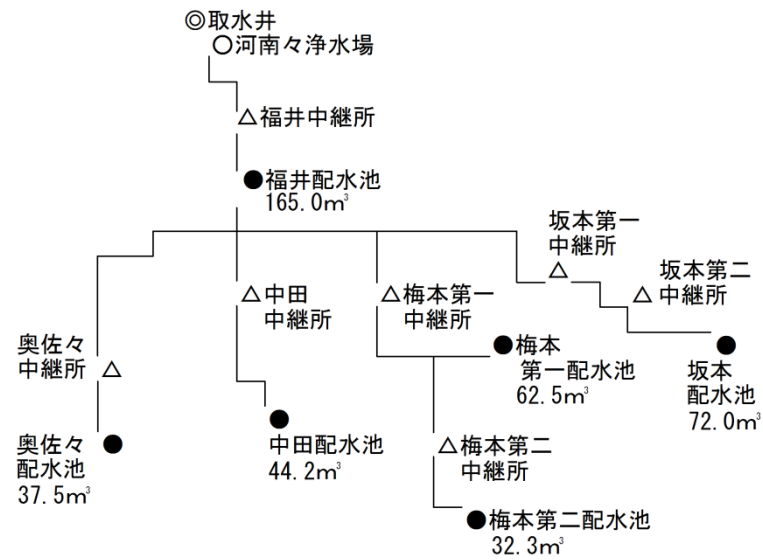 ◎取水井
○河南々浄水場
△福井中継所
●福井配水池
165.0m³
坂本第一
中継所
△
坂本第二
△ 中継所
△中田
中継所
△梅本第一
中継所
奥佐々
中継所 △
●梅本
第一配水池
62.5m³
●
坂本
配水池
72.0m³
奥佐々
配水池 ●
37.5m³
●
中田配水池
44.2m³
△梅本第二
中継所
●梅本第二配水池
32.3m³